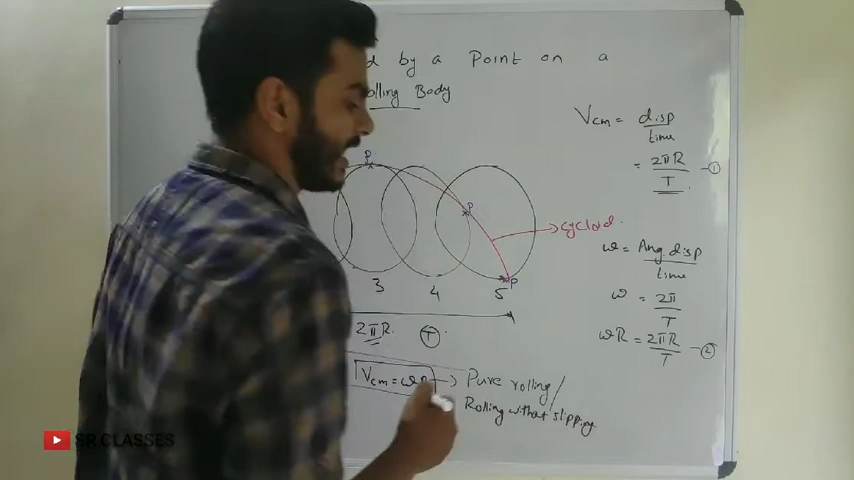 by a Point on a
olling Body
Vcm = disp
time
= 2πR
T
①
P
P
cycloid
ω = Ang. disp
time
P
3 4 5
ω = 2π
T
2πR. T
ωR = 2πR
T
②
Vcm = ωR → Pure rolling/
Rolling without slipping
SR CLASSES